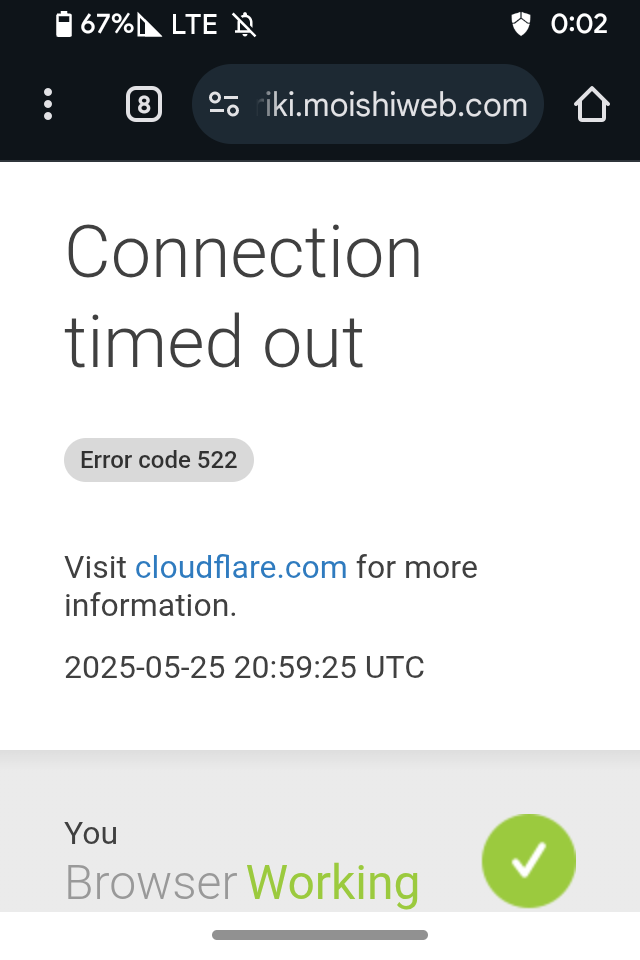 67% LTE 0:02
8 riki.moishiweb.com
Connection
timed out
Error code 522
Visit cloudflare.com for more
information.
2025-05-25 20:59:25 UTC
You
Browser Working